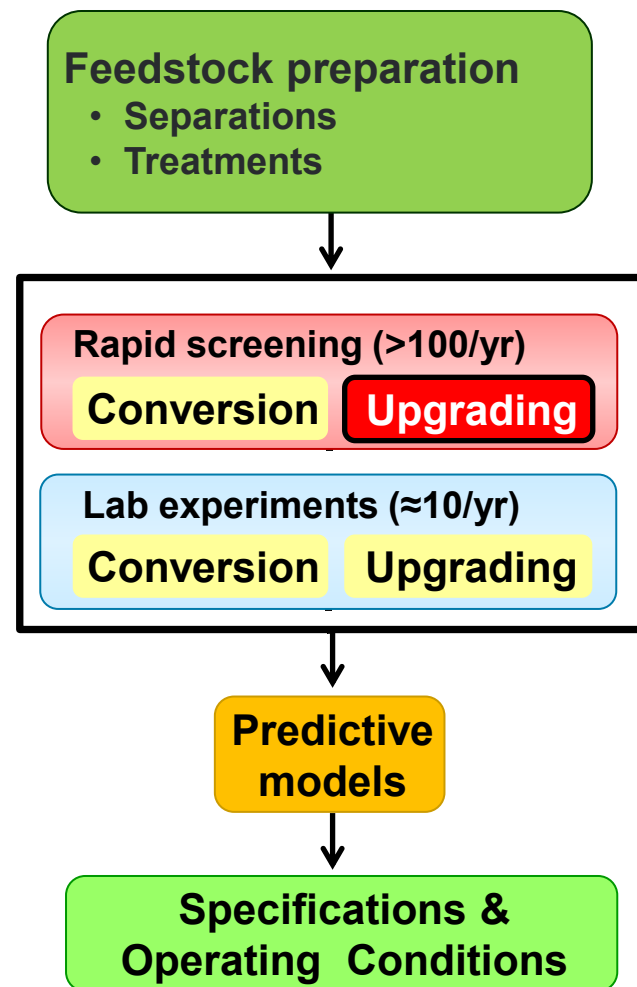 Feedstock preparation
• Separations
• Treatments
Rapid screening (>100/yr)
Conversion Upgrading
Lab experiments (≈10/yr)
Conversion Upgrading
Predictive
models
Specifications &
Operating Conditions